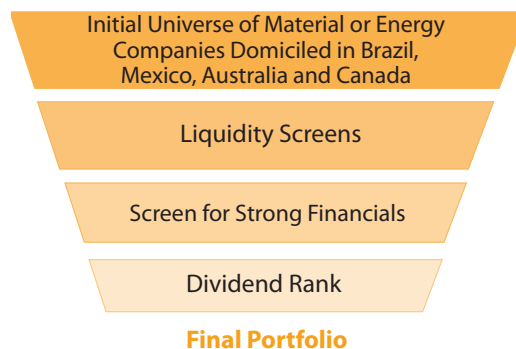 Initial Universe of Material or Energy
Companies Domiciled in Brazil,
Mexico, Australia and Canada
Liquidity Screens
Screen for Strong Financials
Dividend Rank
Final Portfolio